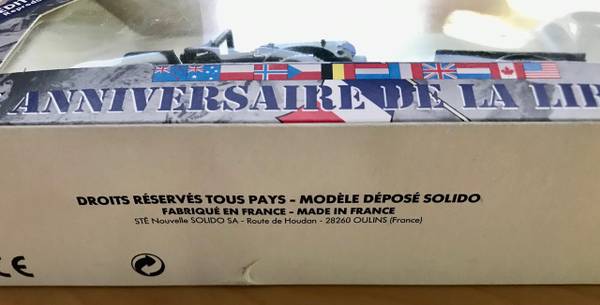 ANNIVERSAIRE DE LA LIB
DROITS RÉSERVÉS TOUS PAYS - MODÈLE DÉPOSÉ SOLIDO
FABRIQUÉ EN FRANCE - MADE IN FRANCE
STÉ Nouvelle SOLIDO SA - Route de Houdan - 28260 OULINS (France)
CE